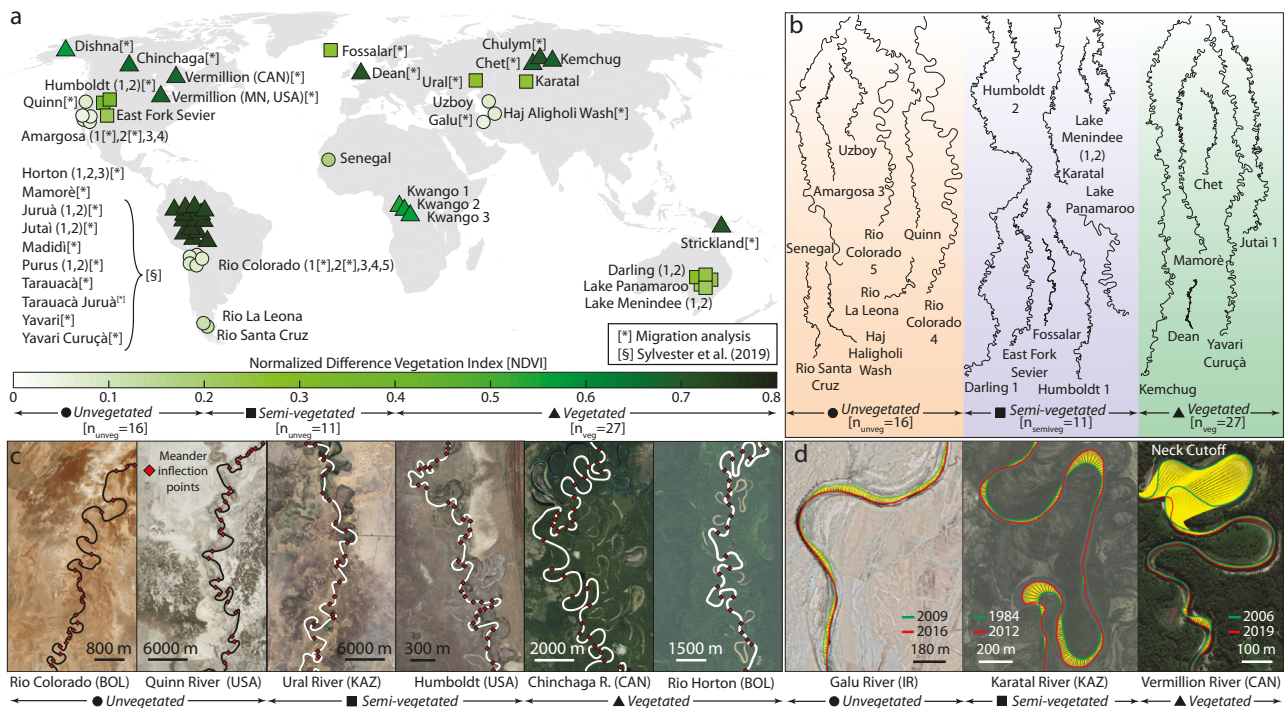 a
Dishna[*]
Chinchaga[*]
Humboldt (1,2)[*]
Vermillion (CAN)[*]
Quinn[*]
Vermillion (MN, USA)[*]
East Fork Sevier
Amargosa (1[*],2[*],3,4)
Fossalar[*]
Dean[*]
Chulym[*]
Chet[*]
Kemchug
Ural[*]
Karatal
Uzboy
Galu[*]
Haj Aligholi Wash[*]
Senegal
Kwango 1
Kwango 2
Kwango 3
Strickland[*]
Horton (1,2,3)[*]
Mamorè[*]
Juruà (1,2)[*]
Jutaì (1,2)[*]
Madidì[*]
Purus (1,2)[*]
Tarauacà[*]
Tarauacà Juruà[*]
Yavari[*]
Yavari Curuçà[*]
[§]
Rio Colorado (1[*],2[*],3,4,5)
Rio La Leona
Rio Santa Cruz
Darling (1,2)
Lake Panamaroo
Lake Menindee (1,2)
[*] Migration analysis
[§] Sylvester et al. (2019)
Normalized Difference Vegetation Index [NDVI]
0 0.1 0.2 0.3 0.4 0.5 0.6 0.7 0.8
Unvegetated
[nunveg=16]
Semi-vegetated
[nunveg=11]
Vegetated
[nveg=27]
b
Uzboy
Amargosa 3
Senegal
Rio
Colorado
5
Quinn
Rio
La Leona
Rio
Colorado
4
Haj
Haligholi
Wash
Rio Santa
Cruz
Humboldt
2
Lake
Menindee
(1,2)
Karatal
Lake
Panamaroo
Fossalar
East Fork
Sevier
Darling 1
Humboldt 1
Chet
Jutaì 1
Mamorè
Dean
Yavari
Curuçà
Kemchug
Unvegetated
[nunveg=16]
Semi-vegetated
[nsemiveg=11]
Vegetated
[nveg=27]
c
Meander
inflection
points
800 m
6000 m
6000 m
300 m
2000 m
1500 m
Rio Colorado (BOL)
Quinn River (USA)
Ural River (KAZ)
Humboldt (USA)
Chinchaga R. (CAN)
Rio Horton (BOL)
Unvegetated
Semi-vegetated
Vegetated
d
2009
2016
180 m
1984
2012
200 m
Neck Cutoff
2006
2019
100 m
Galu River (IR)
Karatal River (KAZ)
Vermillion River (CAN)
Unvegetated
Semi-vegetated
Vegetated